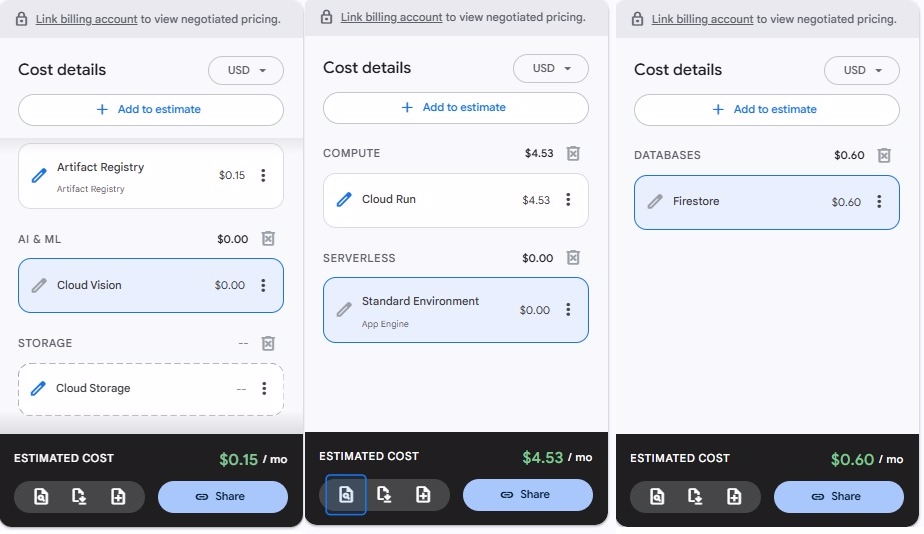 Link billing account to view negotiated pricing.
Cost details
USD
+ Add to estimate
Artifact Registry
$0.15
Artifact Registry
AI & ML
$0.00
Cloud Vision
$0.00
STORAGE
--
Cloud Storage
--
ESTIMATED COST
$0.15 / mo
Share
Link billing account to view negotiated pricing.
Cost details
USD
+ Add to estimate
COMPUTE
$4.53
Cloud Run
$4.53
SERVERLESS
$0.00
Standard Environment
$0.00
App Engine
ESTIMATED COST
$4.53 / mo
Share
Link billing account to view negotiated pricing.
Cost details
USD
+ Add to estimate
DATABASES
$0.60
Firestore
$0.60
ESTIMATED COST
$0.60 / mo
Share